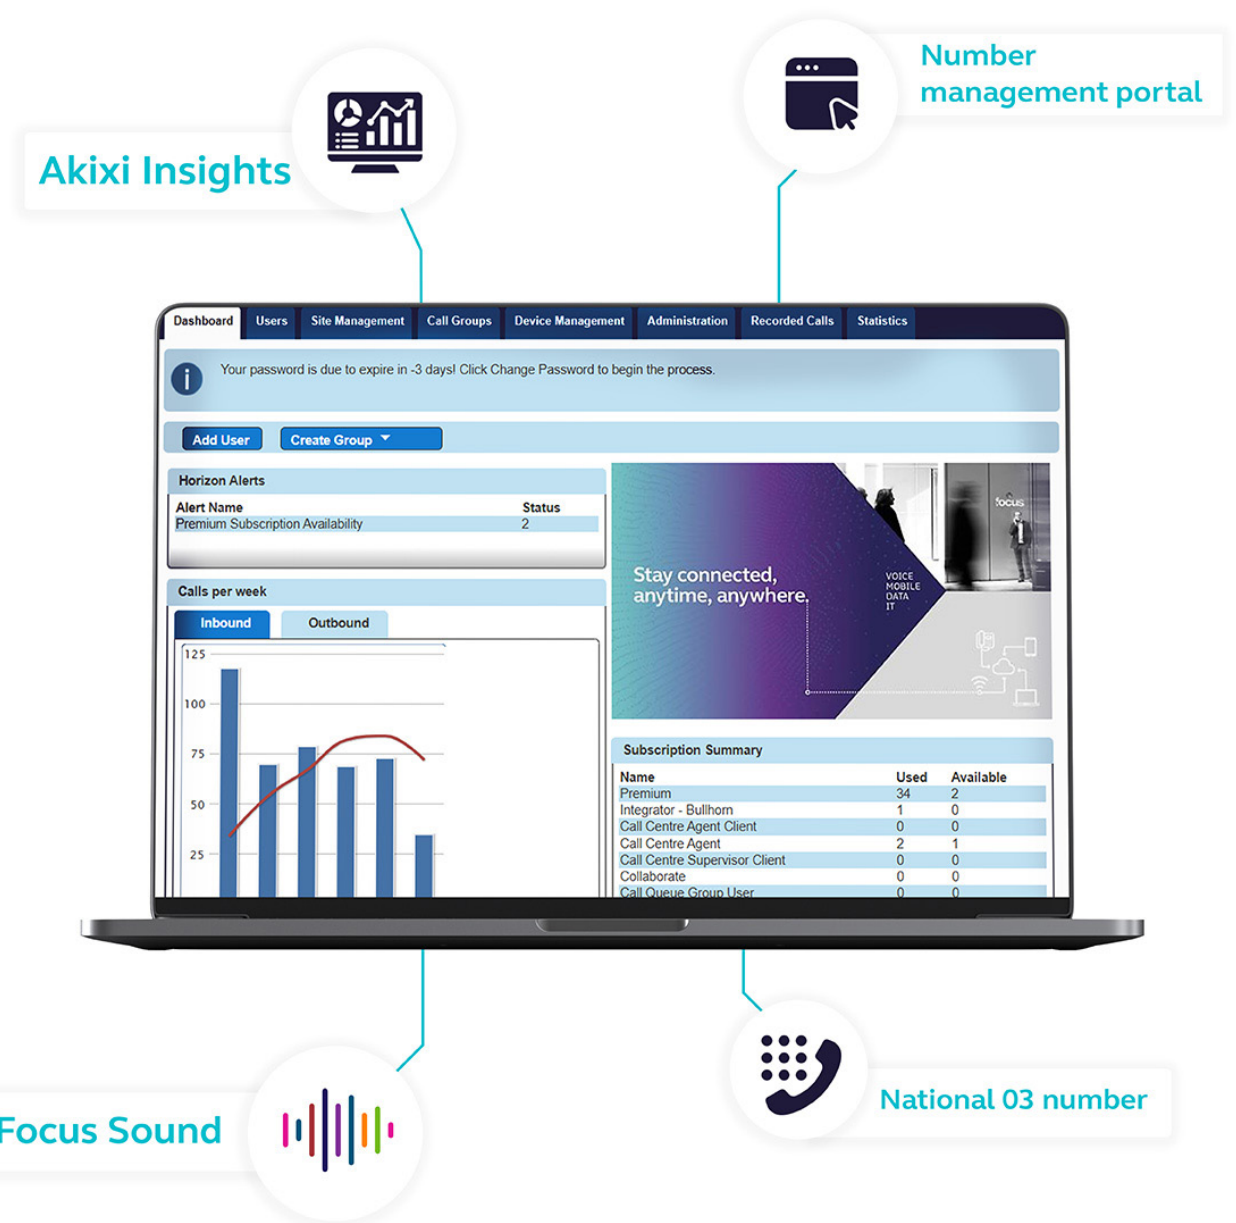 Number
management portal
Akixi Insights
Dashboard Users Site Management Call Groups Device Management Administration Recorded Calls Statistics
i Your password is due to expire in -3 days! Click Change Password to begin the process.
Add User Create Group
Horizon Alerts
Alert Name Status
Premium Subscription Availability 2
focus
Stay connected,
anytime, anywhere.
VOICE
MOBILE
DATA
IT
Calls per week
Inbound Outbound
125
100
75
50
25
Subscription Summary
Name Used Available
Premium 34 2
Integrator - Bullhorn 1 0
Call Centre Agent Client 0 0
Call Centre Agent 2 1
Call Centre Supervisor Client 0 0
Collaborate 0 0
Call Queue Group User 0 0
Focus Sound
National 03 number